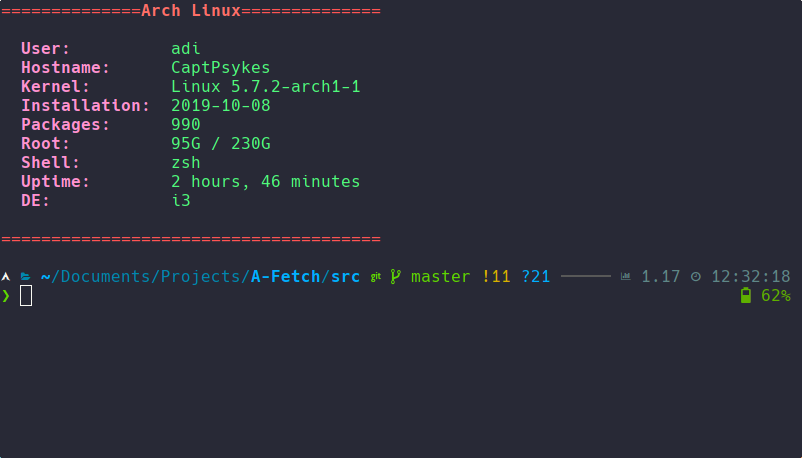 ==============Arch Linux==============
User: adi
Hostname: CaptPsykes
Kernel: Linux 5.7.2-arch1-1
Installation: 2019-10-08
Packages: 990
Root: 95G / 230G
Shell: zsh
Uptime: 2 hours, 46 minutes
DE: i3
======================================
~/Documents/Projects/A-Fetch/src git master !11 ?21 ───── 1.17 12:32:18
❯ 62%